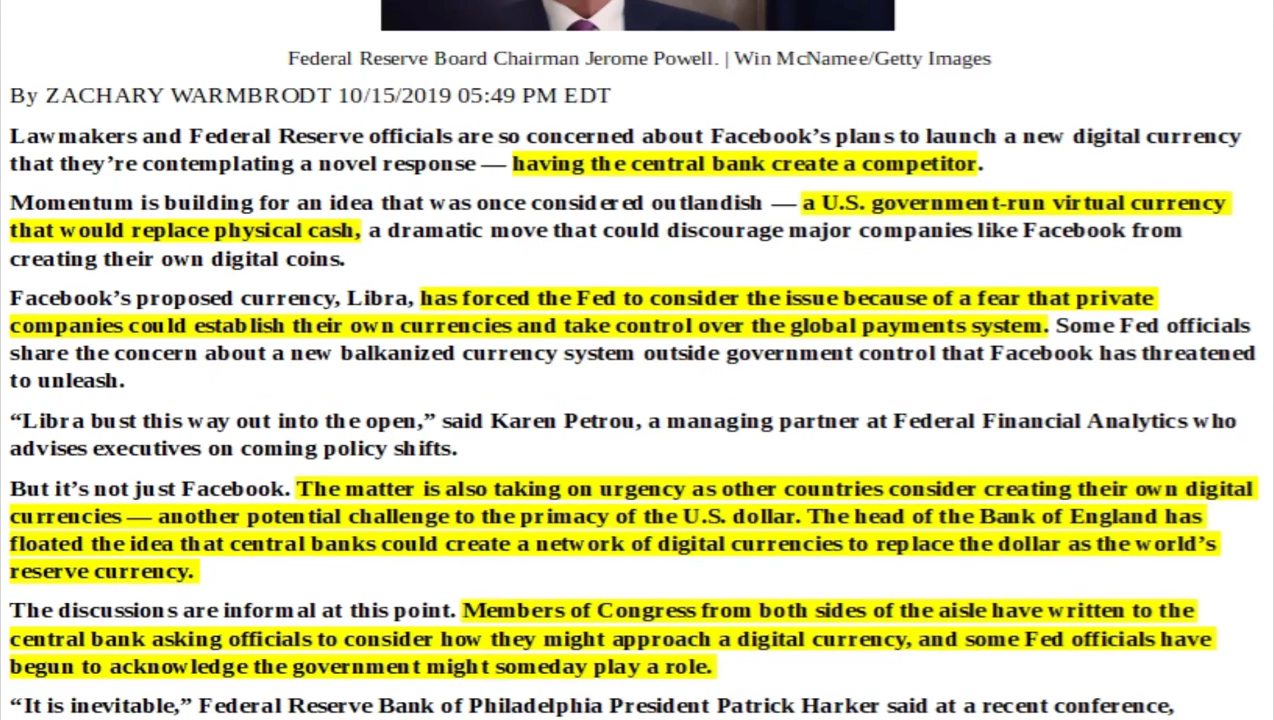 Federal Reserve Board Chairman Jerome Powell. | Win McNamee/Getty Images
By ZACHARY WARMBRODT 10/15/2019 05:49 PM EDT
Lawmakers and Federal Reserve officials are so concerned about Facebook’s plans to launch a new digital currency
that they’re contemplating a novel response — having the central bank create a competitor.
Momentum is building for an idea that was once considered outlandish — a U.S. government-run virtual currency
that would replace physical cash, a dramatic move that could discourage major companies like Facebook from
creating their own digital coins.
Facebook’s proposed currency, Libra, has forced the Fed to consider the issue because of a fear that private
companies could establish their own currencies and take control over the global payments system. Some Fed officials
share the concern about a new balkanized currency system outside government control that Facebook has threatened
to unleash.
“Libra bust this way out into the open,” said Karen Petrou, a managing partner at Federal Financial Analytics who
advises executives on coming policy shifts.
But it’s not just Facebook. The matter is also taking on urgency as other countries consider creating their own digital
currencies — another potential challenge to the primacy of the U.S. dollar. The head of the Bank of England has
floated the idea that central banks could create a network of digital currencies to replace the dollar as the world’s
reserve currency.
The discussions are informal at this point. Members of Congress from both sides of the aisle have written to the
central bank asking officials to consider how they might approach a digital currency, and some Fed officials have
begun to acknowledge the government might someday play a role.
“It is inevitable,” Federal Reserve Bank of Philadelphia President Patrick Harker said at a recent conference,